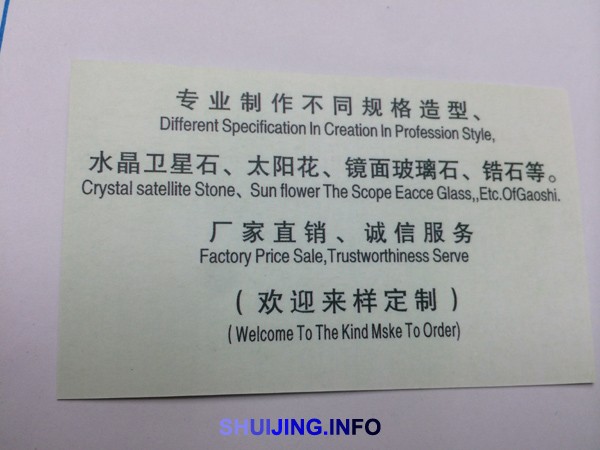 专业制作不同规格造型、
Different Specification In Creation In Profession Style,
水晶卫星石、太阳花、镜面玻璃石、锆石等。
Crystal satellite Stone、Sun flower The Scope Eacce Glass,,Etc.OfGaoshi.
厂家直销、诚信服务
Factory Price Sale,Trustworthiness Serve
(欢迎来样定制)
(Welcome To The Kind Mske To Order)
SHUIJING.INFO